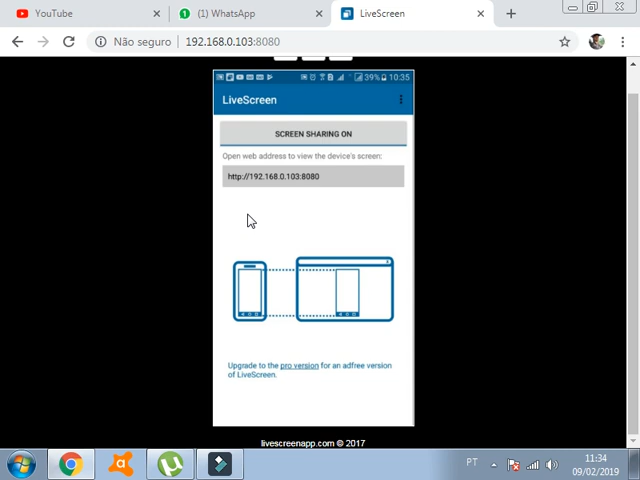 YouTube
(1) WhatsApp
LiveScreen
Não seguro
192.168.0.103:8080
39% 10:35
LiveScreen
SCREEN SHARING ON
Open web address to view the device's screen:
http://192.168.0.103:8080
Upgrade to the pro version for an adfree version
of LiveScreen.
livescreenapp.com © 2017
PT
11:34
09/02/2019